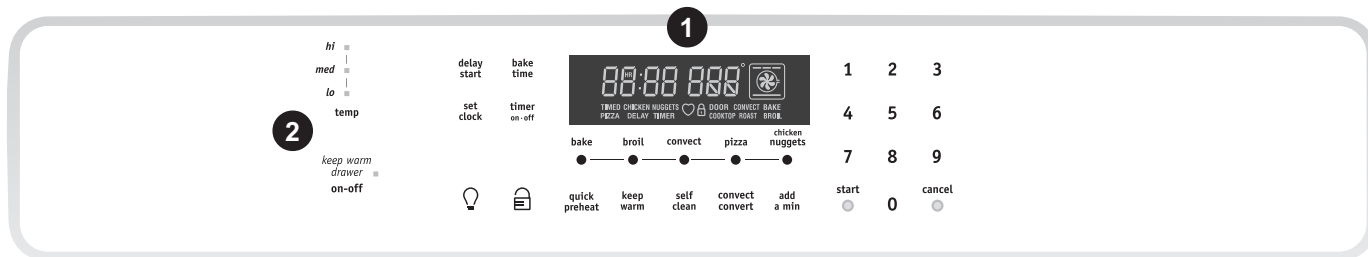 1
hi
med
lo
temp
2
keep warm
drawer
on-off
delay
start
bake
time
set
clock
timer
on·off
88:88 888°
HR
TIMED CHICKEN NUGGETS DOOR CONVECT BAKE
PIZZA DELAY TIMER COOKTOP ROAST BROIL
bake
broil
convect
pizza
chicken
nuggets
quick
preheat
keep
warm
self
clean
convect
convert
add
a min
1 2 3
4 5 6
7 8 9
start
0
cancel